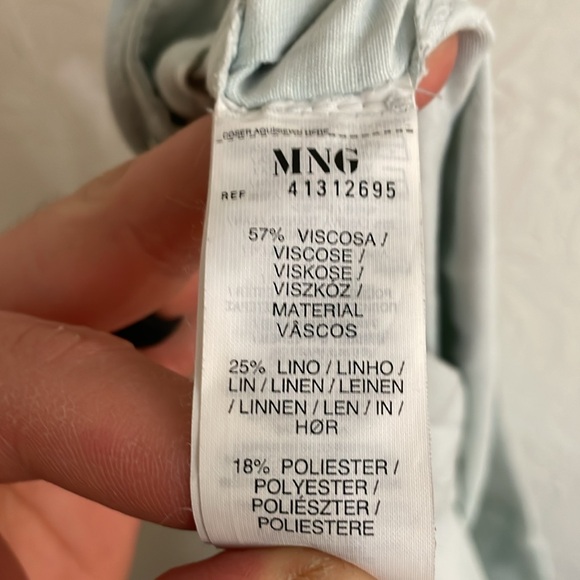 MNG
REF 41312695
57% VISCOSA /
VISCOSE /
VISKOSE /
VISZKÓZ /
MATERIAL
VÂSCOS
25% LINO / LINHO /
LIN / LINEN / LEINEN
/ LINNEN / LEN / IN /
HØR
18% POLIESTER /
POLYESTER /
POLIÉSZTER /
POLIESTERE